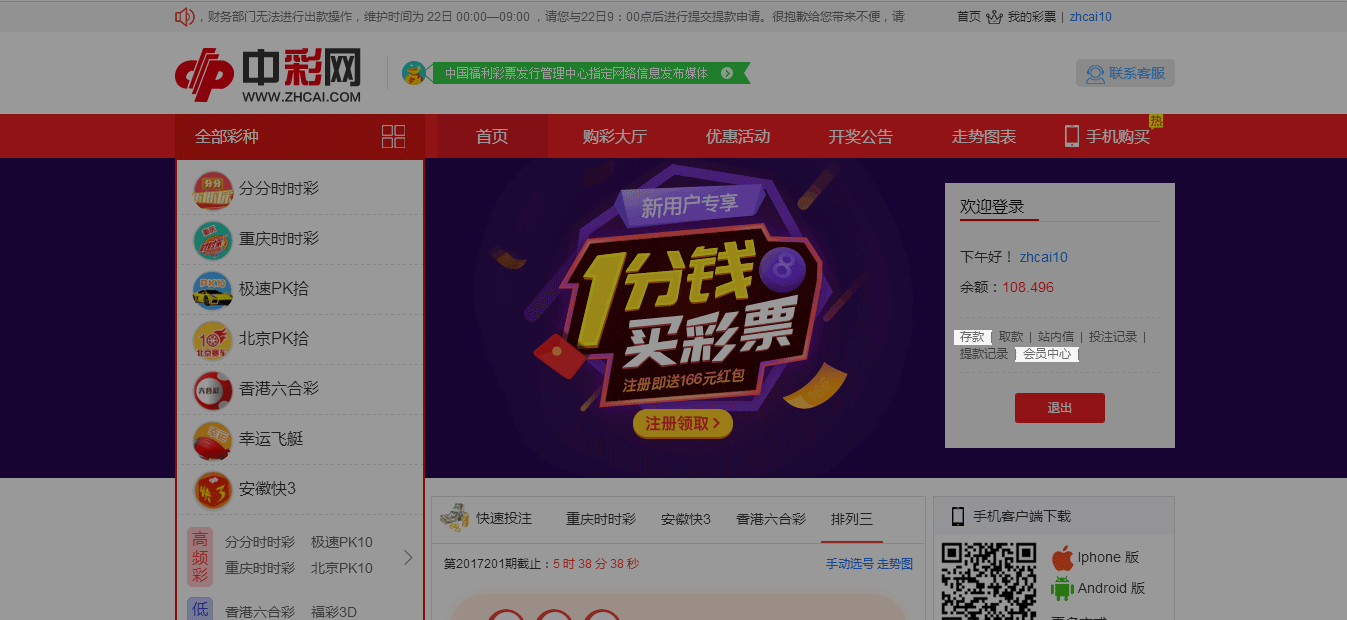 ，财务部门无法进行出款操作，维护时间为 22日 00:00—09:00 ，请您与22日9：00点后进行提交提款申请。很抱歉给您带来不便，请
首页 我的彩票 | zhcai10
中彩网
WWW.ZHCAI.COM
中国福利彩票发行管理中心指定网络信息发布媒体
联系客服
全部彩种 首页 购彩大厅 优惠活动 开奖公告 走势图表 手机购买 热
分分时时彩
重庆时时彩
极速PK拾
北京PK拾
香港六合彩
幸运飞艇
安徽快3
高频彩
分分时时彩 极速PK10
重庆时时彩 北京PK10
低
香港六合彩 福彩3D
新用户专享
1分钱
8
买彩票
注册即送166元红包
注册领取
欢迎登录
下午好！ zhcai10
余额：108.496
存款 | 取款 | 站内信 | 投注记录 |
提款记录 | 会员中心
退出
快速投注 重庆时时彩 安徽快3 香港六合彩 排列三
第2017201期截止：5 时 38 分 38 秒 手动选号 走势图
手机客户端下载
Iphone 版
Android 版